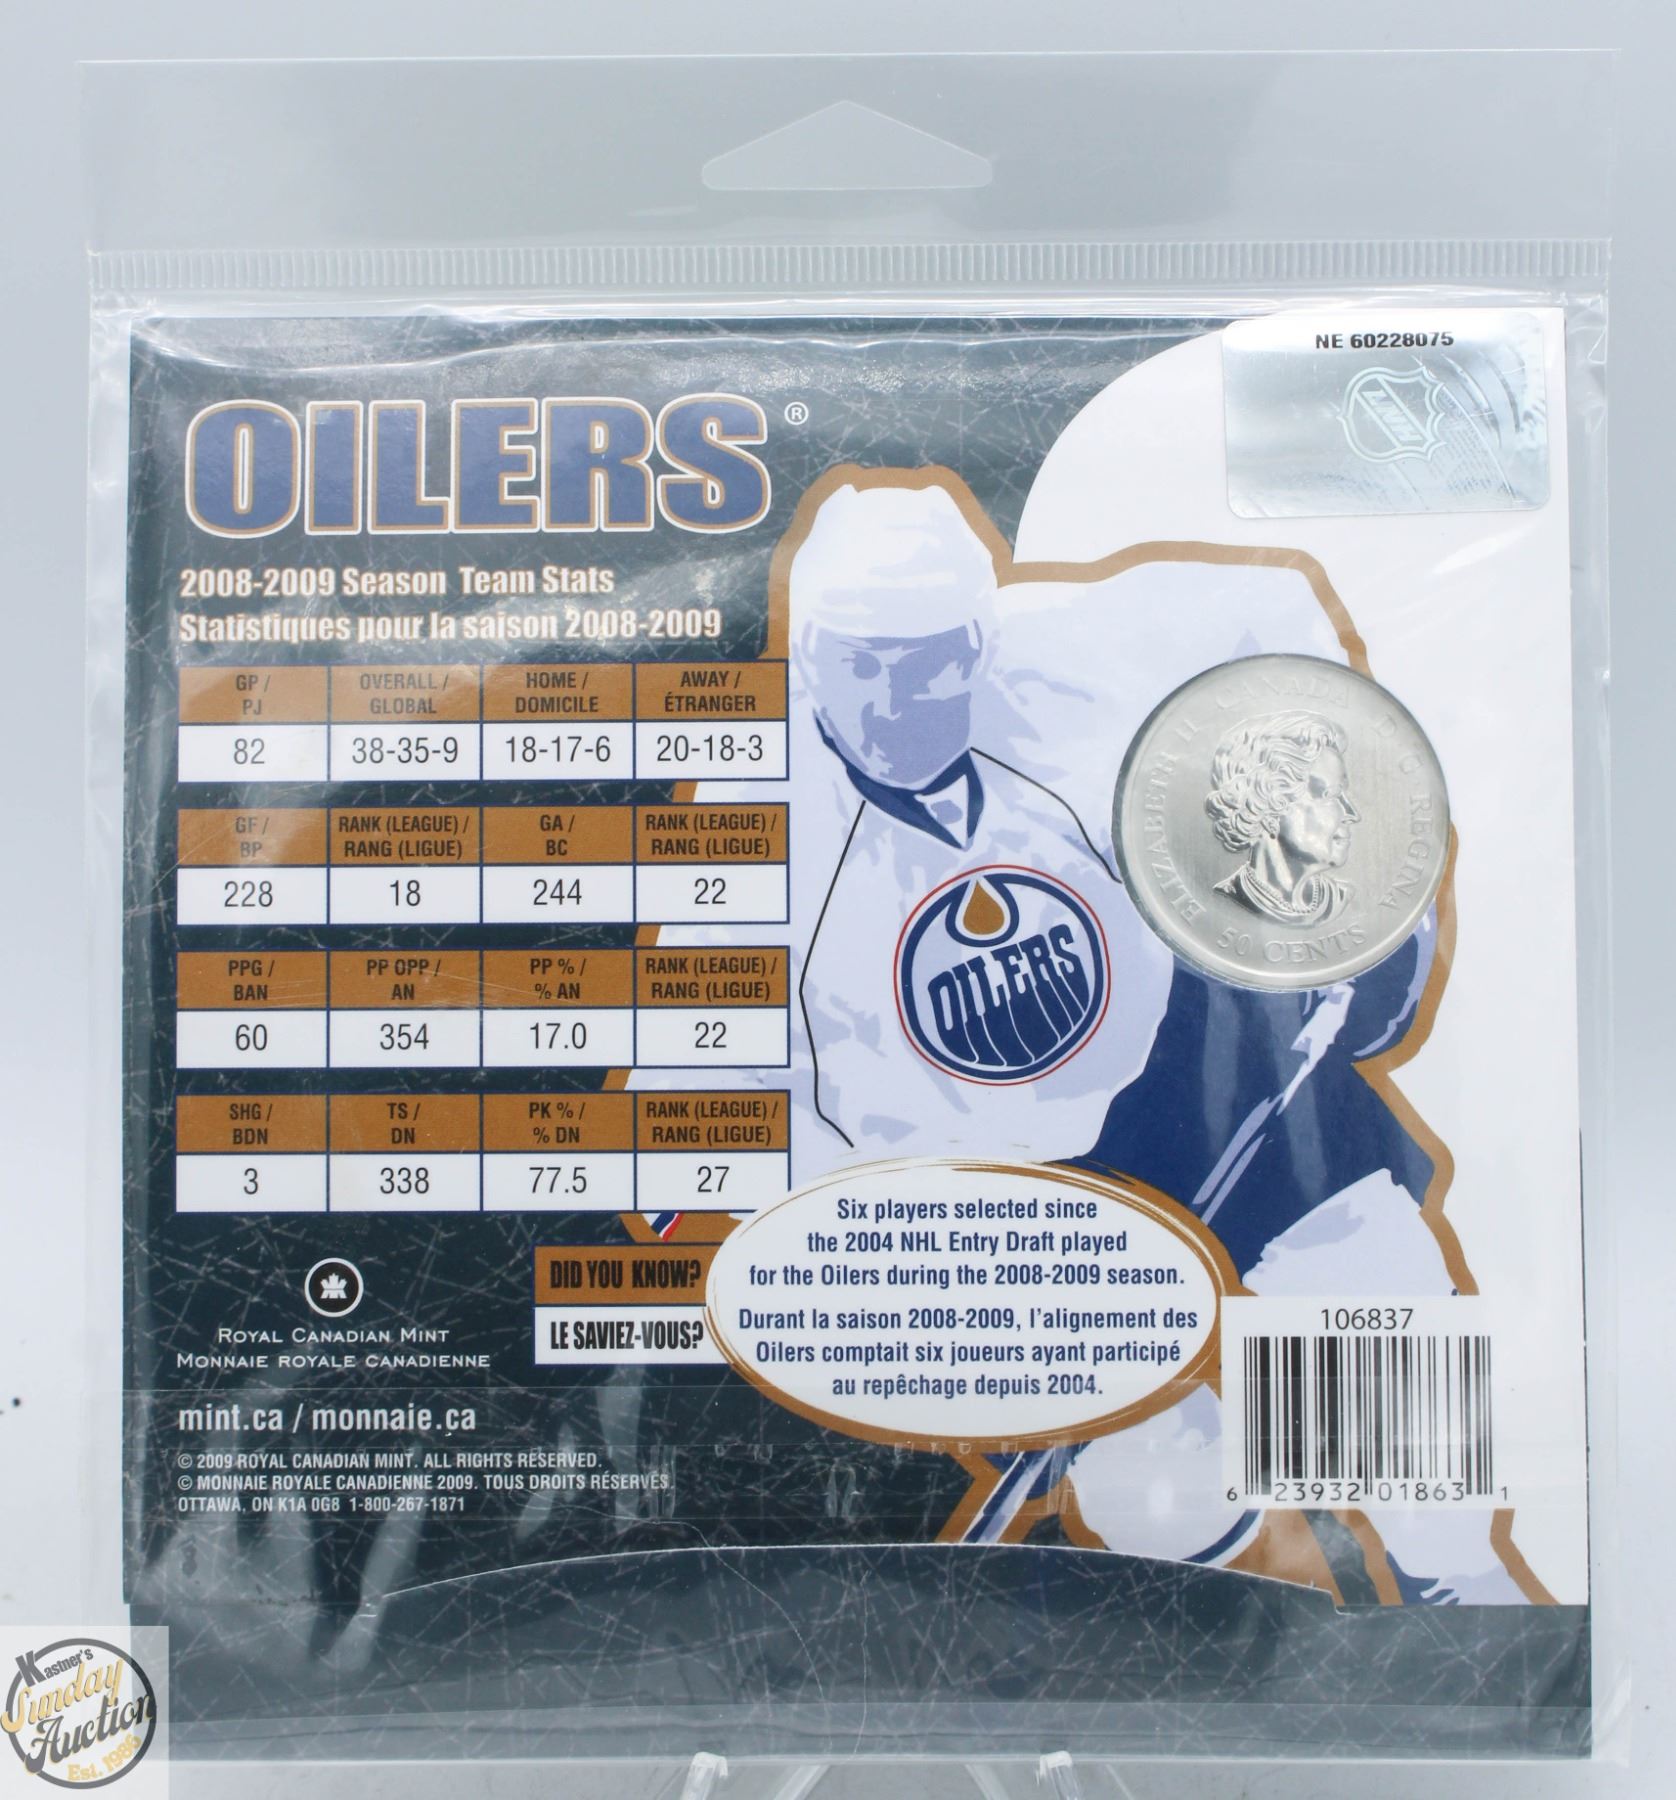 NE 60228075
NHL
OILERS®
2008-2009 Season Team Stats
Statistiques pour la saison 2008-2009
GP / PJ
OVERALL / GLOBAL
HOME / DOMICILE
AWAY / ÉTRANGER
82
38-35-9
18-17-6
20-18-3
GF / BP
RANK (LEAGUE) / RANG (LIGUE)
GA / BC
RANK (LEAGUE) / RANG (LIGUE)
228
18
244
22
PPG / BAN
PP OPP / AN
PP % / % AN
RANK (LEAGUE) / RANG (LIGUE)
60
354
17.0
22
SHG / BDN
TS / DN
PK % / % DN
RANK (LEAGUE) / RANG (LIGUE)
3
338
77.5
27
OILERS
ELIZABETH II CANADA D·G·REGINA
50 CENTS
DID YOU KNOW?
LE SAVIEZ-VOUS?
Six players selected since
the 2004 NHL Entry Draft played
for the Oilers during the 2008-2009 season.
Durant la saison 2008-2009, l'alignement des
Oilers comptait six joueurs ayant participé
au repêchage depuis 2004.
ROYAL CANADIAN MINT
MONNAIE ROYALE CANADIENNE
mint.ca / monnaie.ca
© 2009 ROYAL CANADIAN MINT. ALL RIGHTS RESERVED.
© MONNAIE ROYALE CANADIENNE 2009. TOUS DROITS RÉSERVÉS.
OTTAWA, ON K1A 0G8 1-800-267-1871
106837
6 23932 01863 1
Kastner's
Sunday
Auction
Est. 1986